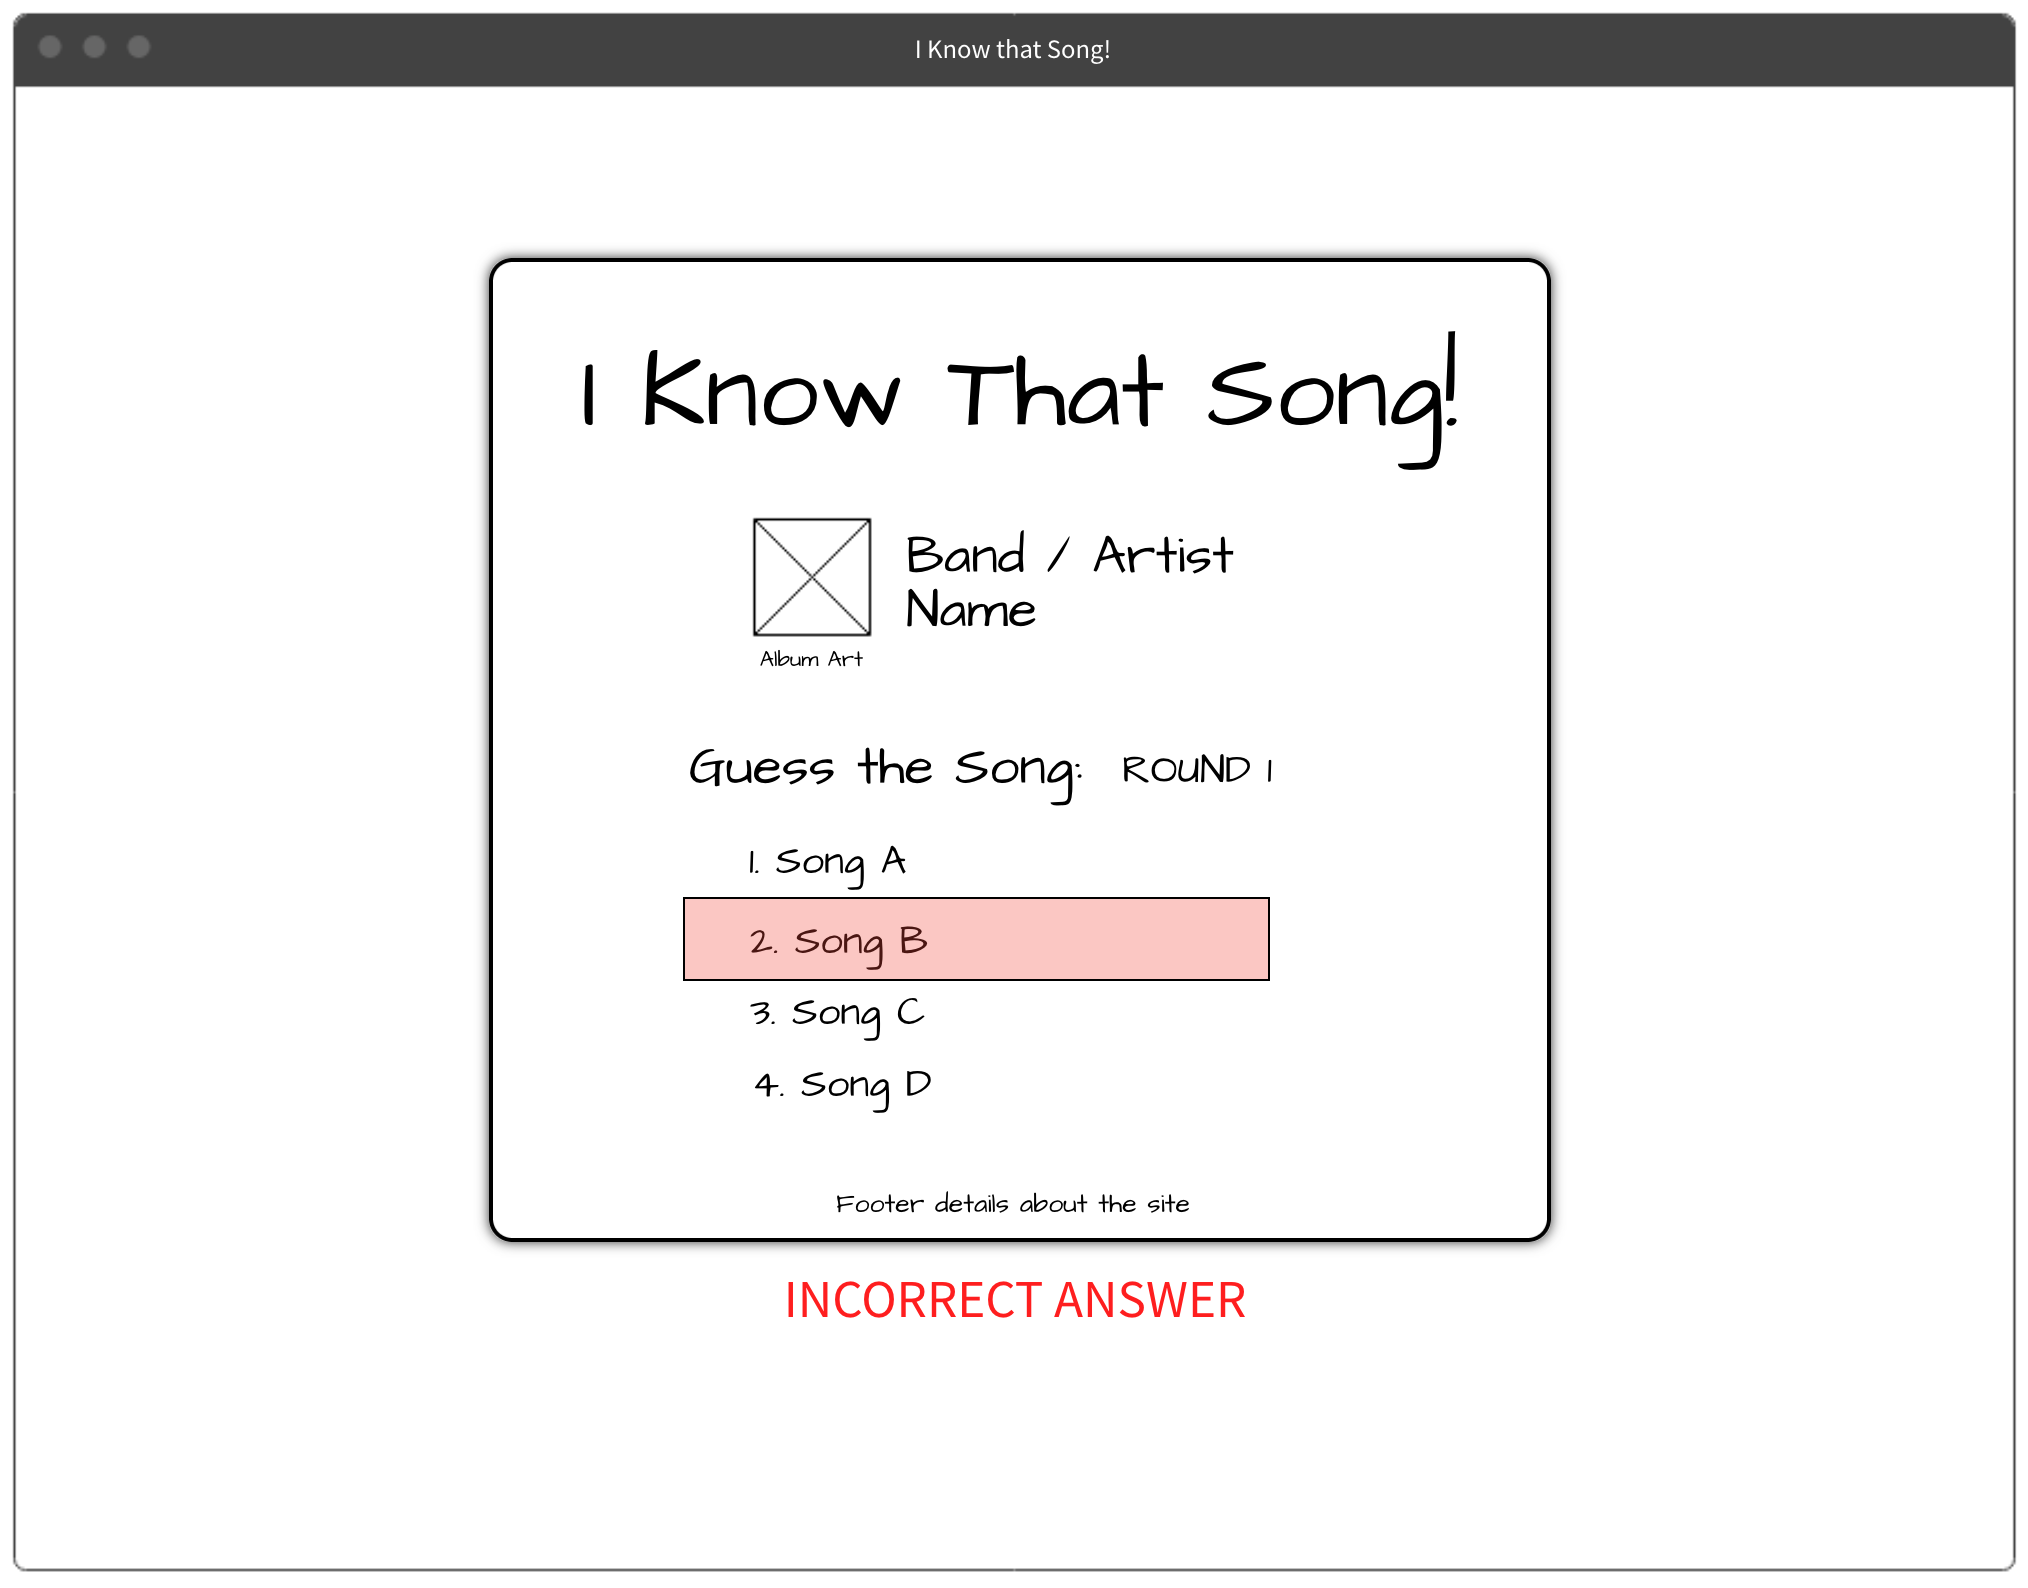 I Know that Song!
I Know That Song!
Band / Artist
Name
Album Art
Guess the Song: ROUND 1
1. Song A
2. Song B
3. Song C
4. Song D
Footer details about the site
INCORRECT ANSWER